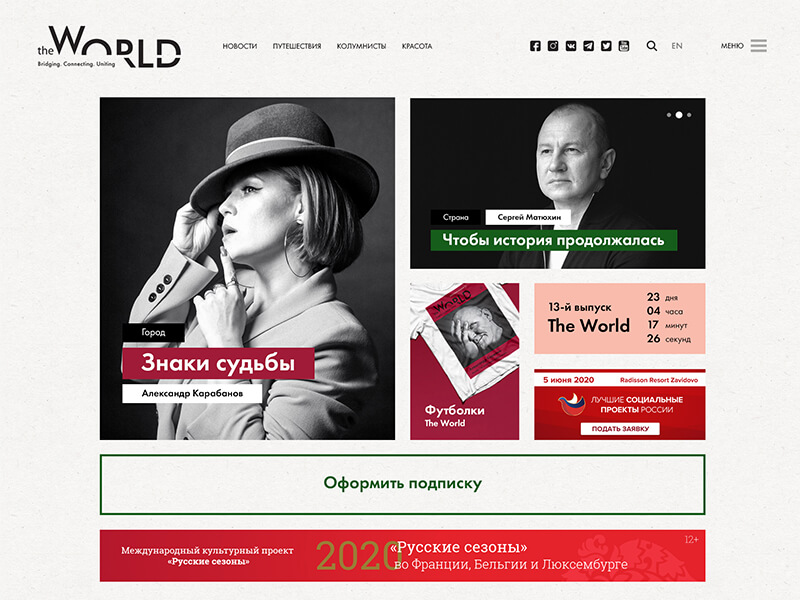 the WORLD
Bridging. Connecting. Uniting
НОВОСТИ ПУТЕШЕСТВИЯ КОЛУМНИСТЫ КРАСОТА
EN
МЕНЮ
Город
Знаки судьбы
Александр Карабанов
Страна
Сергей Матюхин
Чтобы история продолжалась
WORLD
Футболки
The World
13-й выпуск
The World
23 дня
04 часа
17 минут
26 секунд
5 июня 2020
Radisson Resort Zavidovo
ЛУЧШИЕ СОЦИАЛЬНЫЕ
ПРОЕКТЫ РОССИИ
ПОДАТЬ ЗАЯВКУ
Оформить подписку
Международный культурный проект
«Русские сезоны»
2020
«Русские сезоны»
во Франции, Бельгии и Люксембурге
12+